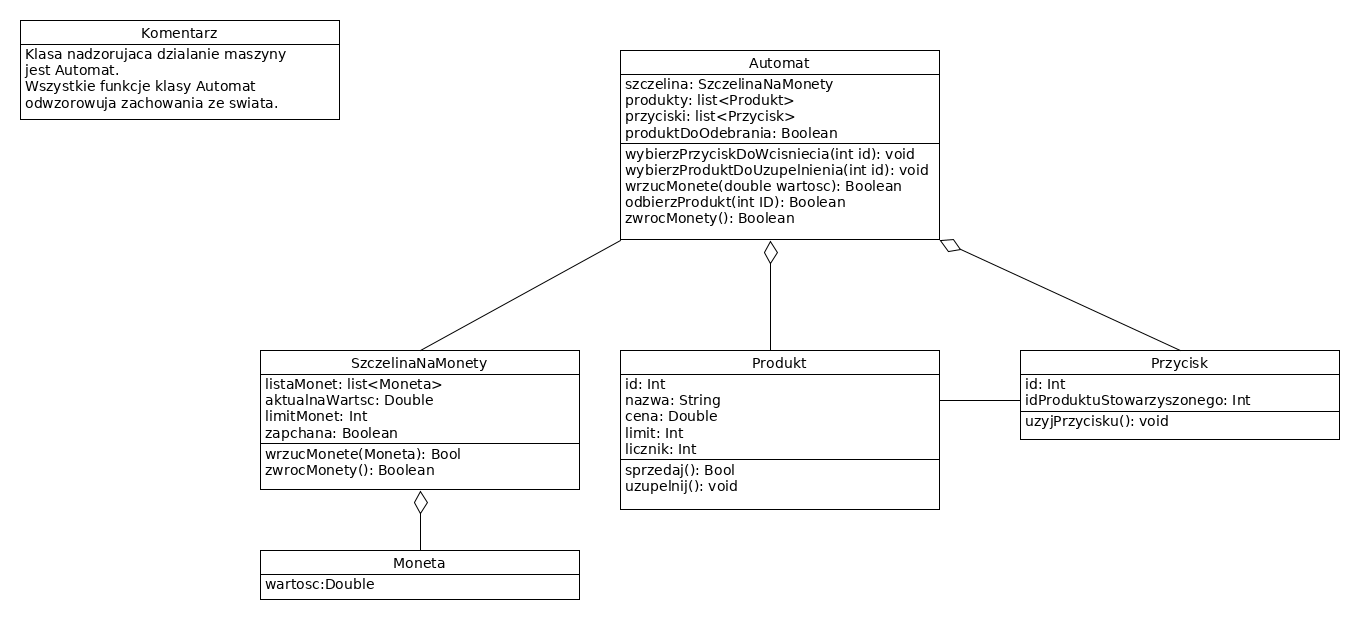 Komentarz
Klasa nadzorujaca dzialanie maszyny
jest Automat.
Wszystkie funkcje klasy Automat
odwzorowuja zachowania ze swiata.
Automat
szczelina: SzczelinaNaMonety
produkty: list<Produkt>
przyciski: list<Przycisk>
produktDoOdebrania: Boolean
wybierzPrzyciskDoWcisniecia(int id): void
wybierzProduktDoUzupelnienia(int id): void
wrzucMonete(double wartosc): Boolean
odbierzProdukt(int ID): Boolean
zwrocMonety(): Boolean
SzczelinaNaMonety
listaMonet: list<Moneta>
aktualnaWartsc: Double
limitMonet: Int
zapchana: Boolean
wrzucMonete(Moneta): Bool
zwrocMonety(): Boolean
Produkt
id: Int
nazwa: String
cena: Double
limit: Int
licznik: Int
sprzedaj(): Bool
uzupelnij(): void
Przycisk
id: Int
idProduktuStowarzyszonego: Int
uzyjPrzycisku(): void
Moneta
wartosc:Double